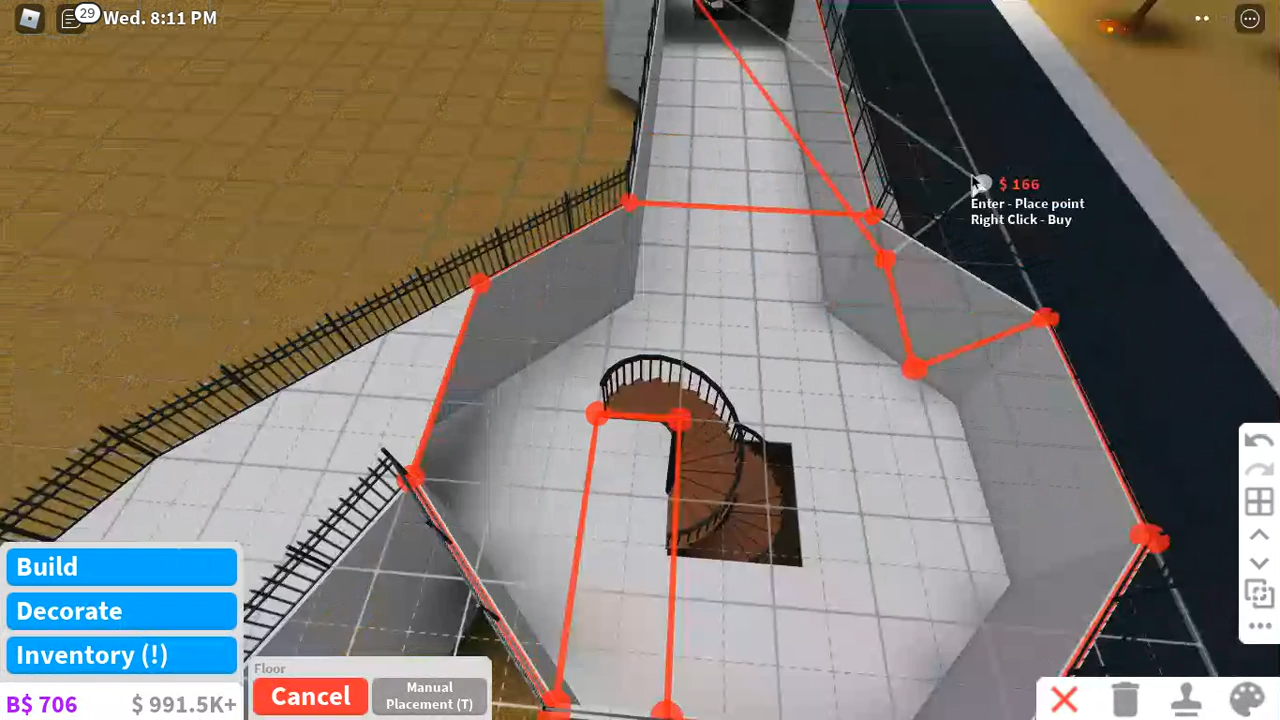 29
Wed. 8:11 PM
$ 166
Enter - Place point
Right Click - Buy
Build
Decorate
Inventory (!)
B$ 706
$ 991.5K+
Floor
Cancel
Manual
Placement (T)